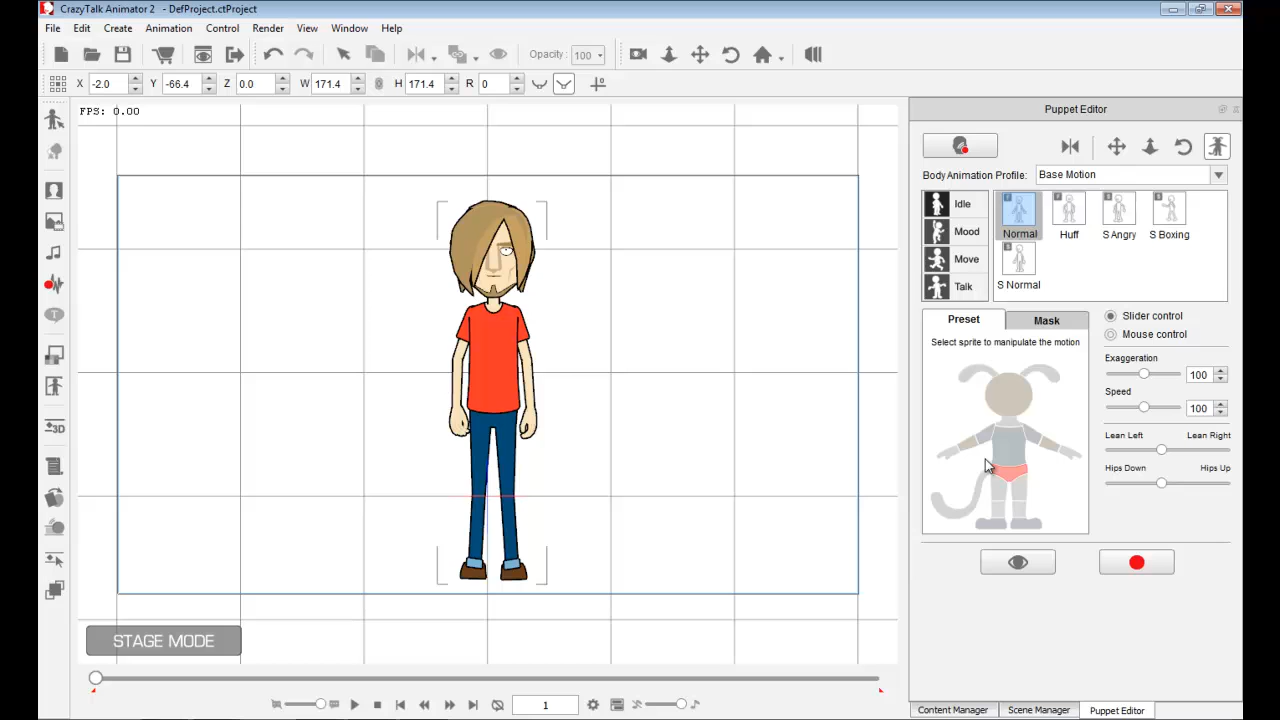 CrazyTalk Animator 2 - DefProject.ctProject
File Edit Create Animation Control Render View Window Help
Opacity: 100
X -2.0 Y -66.4 Z 0.0 W 171.4 H 171.4 R 0
FPS: 0.00
Puppet Editor
Body Animation Profile: Base Motion
Idle
Mood
Move
Talk
Normal Huff S Angry S Boxing
S Normal
Preset Mask
Select sprite to manipulate the motion
Slider control
Mouse control
Exaggeration
100
Speed
100
Lean Left Lean Right
Hips Down Hips Up
3D
STAGE MODE
1
Content Manager Scene Manager Puppet Editor